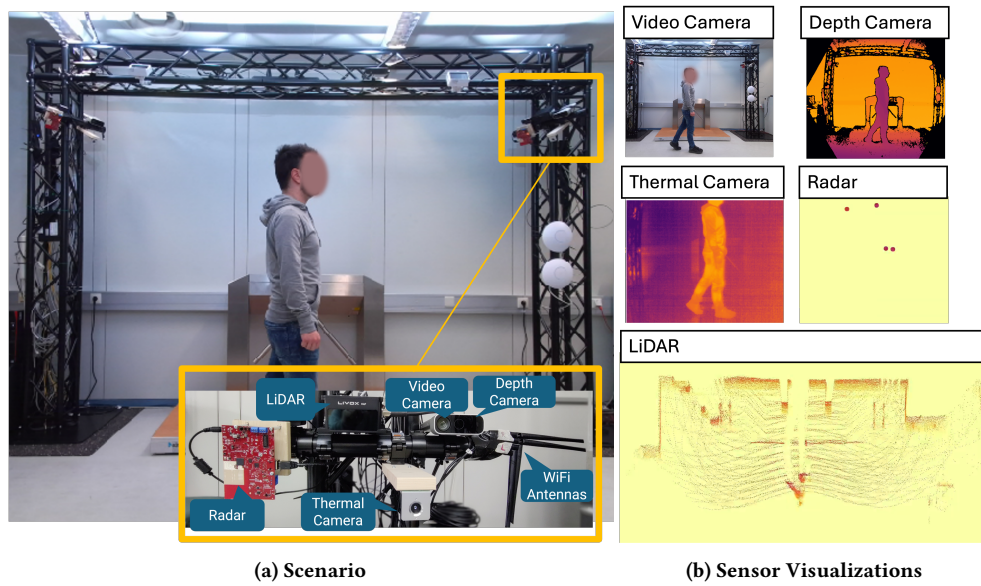 LiDAR
LIVOX
Video
Camera
Depth
Camera
WiFi
Antennas
Thermal
Camera
Radar
(a) Scenario
Video Camera
Depth Camera
Thermal Camera
Radar
LiDAR
(b) Sensor Visualizations